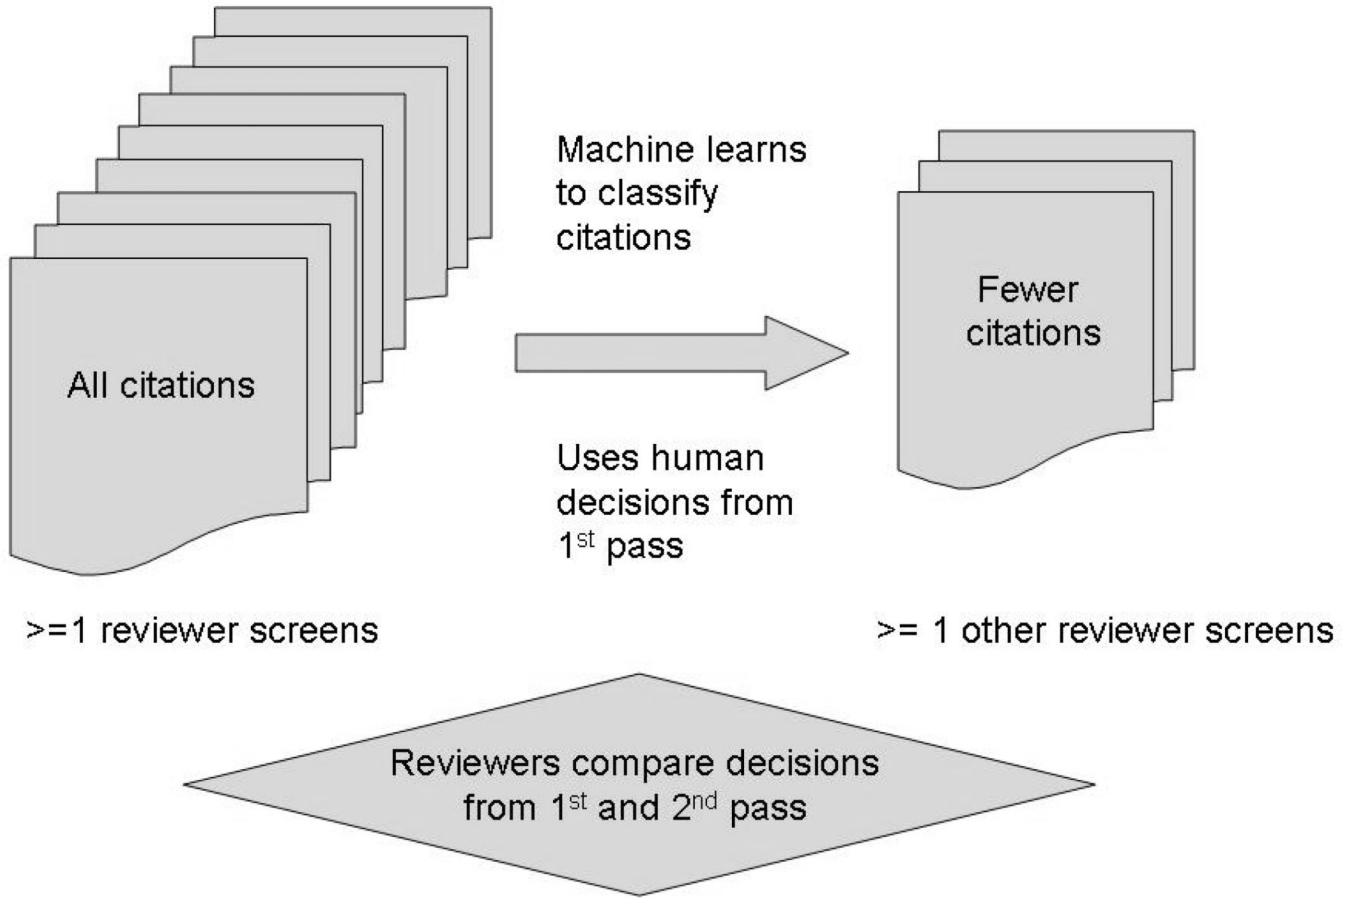 Machine learns
to classify
citations
All citations
Fewer
citations
Uses human
decisions from
1st pass
>=1 reviewer screens
>= 1 other reviewer screens
Reviewers compare decisions
from 1st and 2nd pass